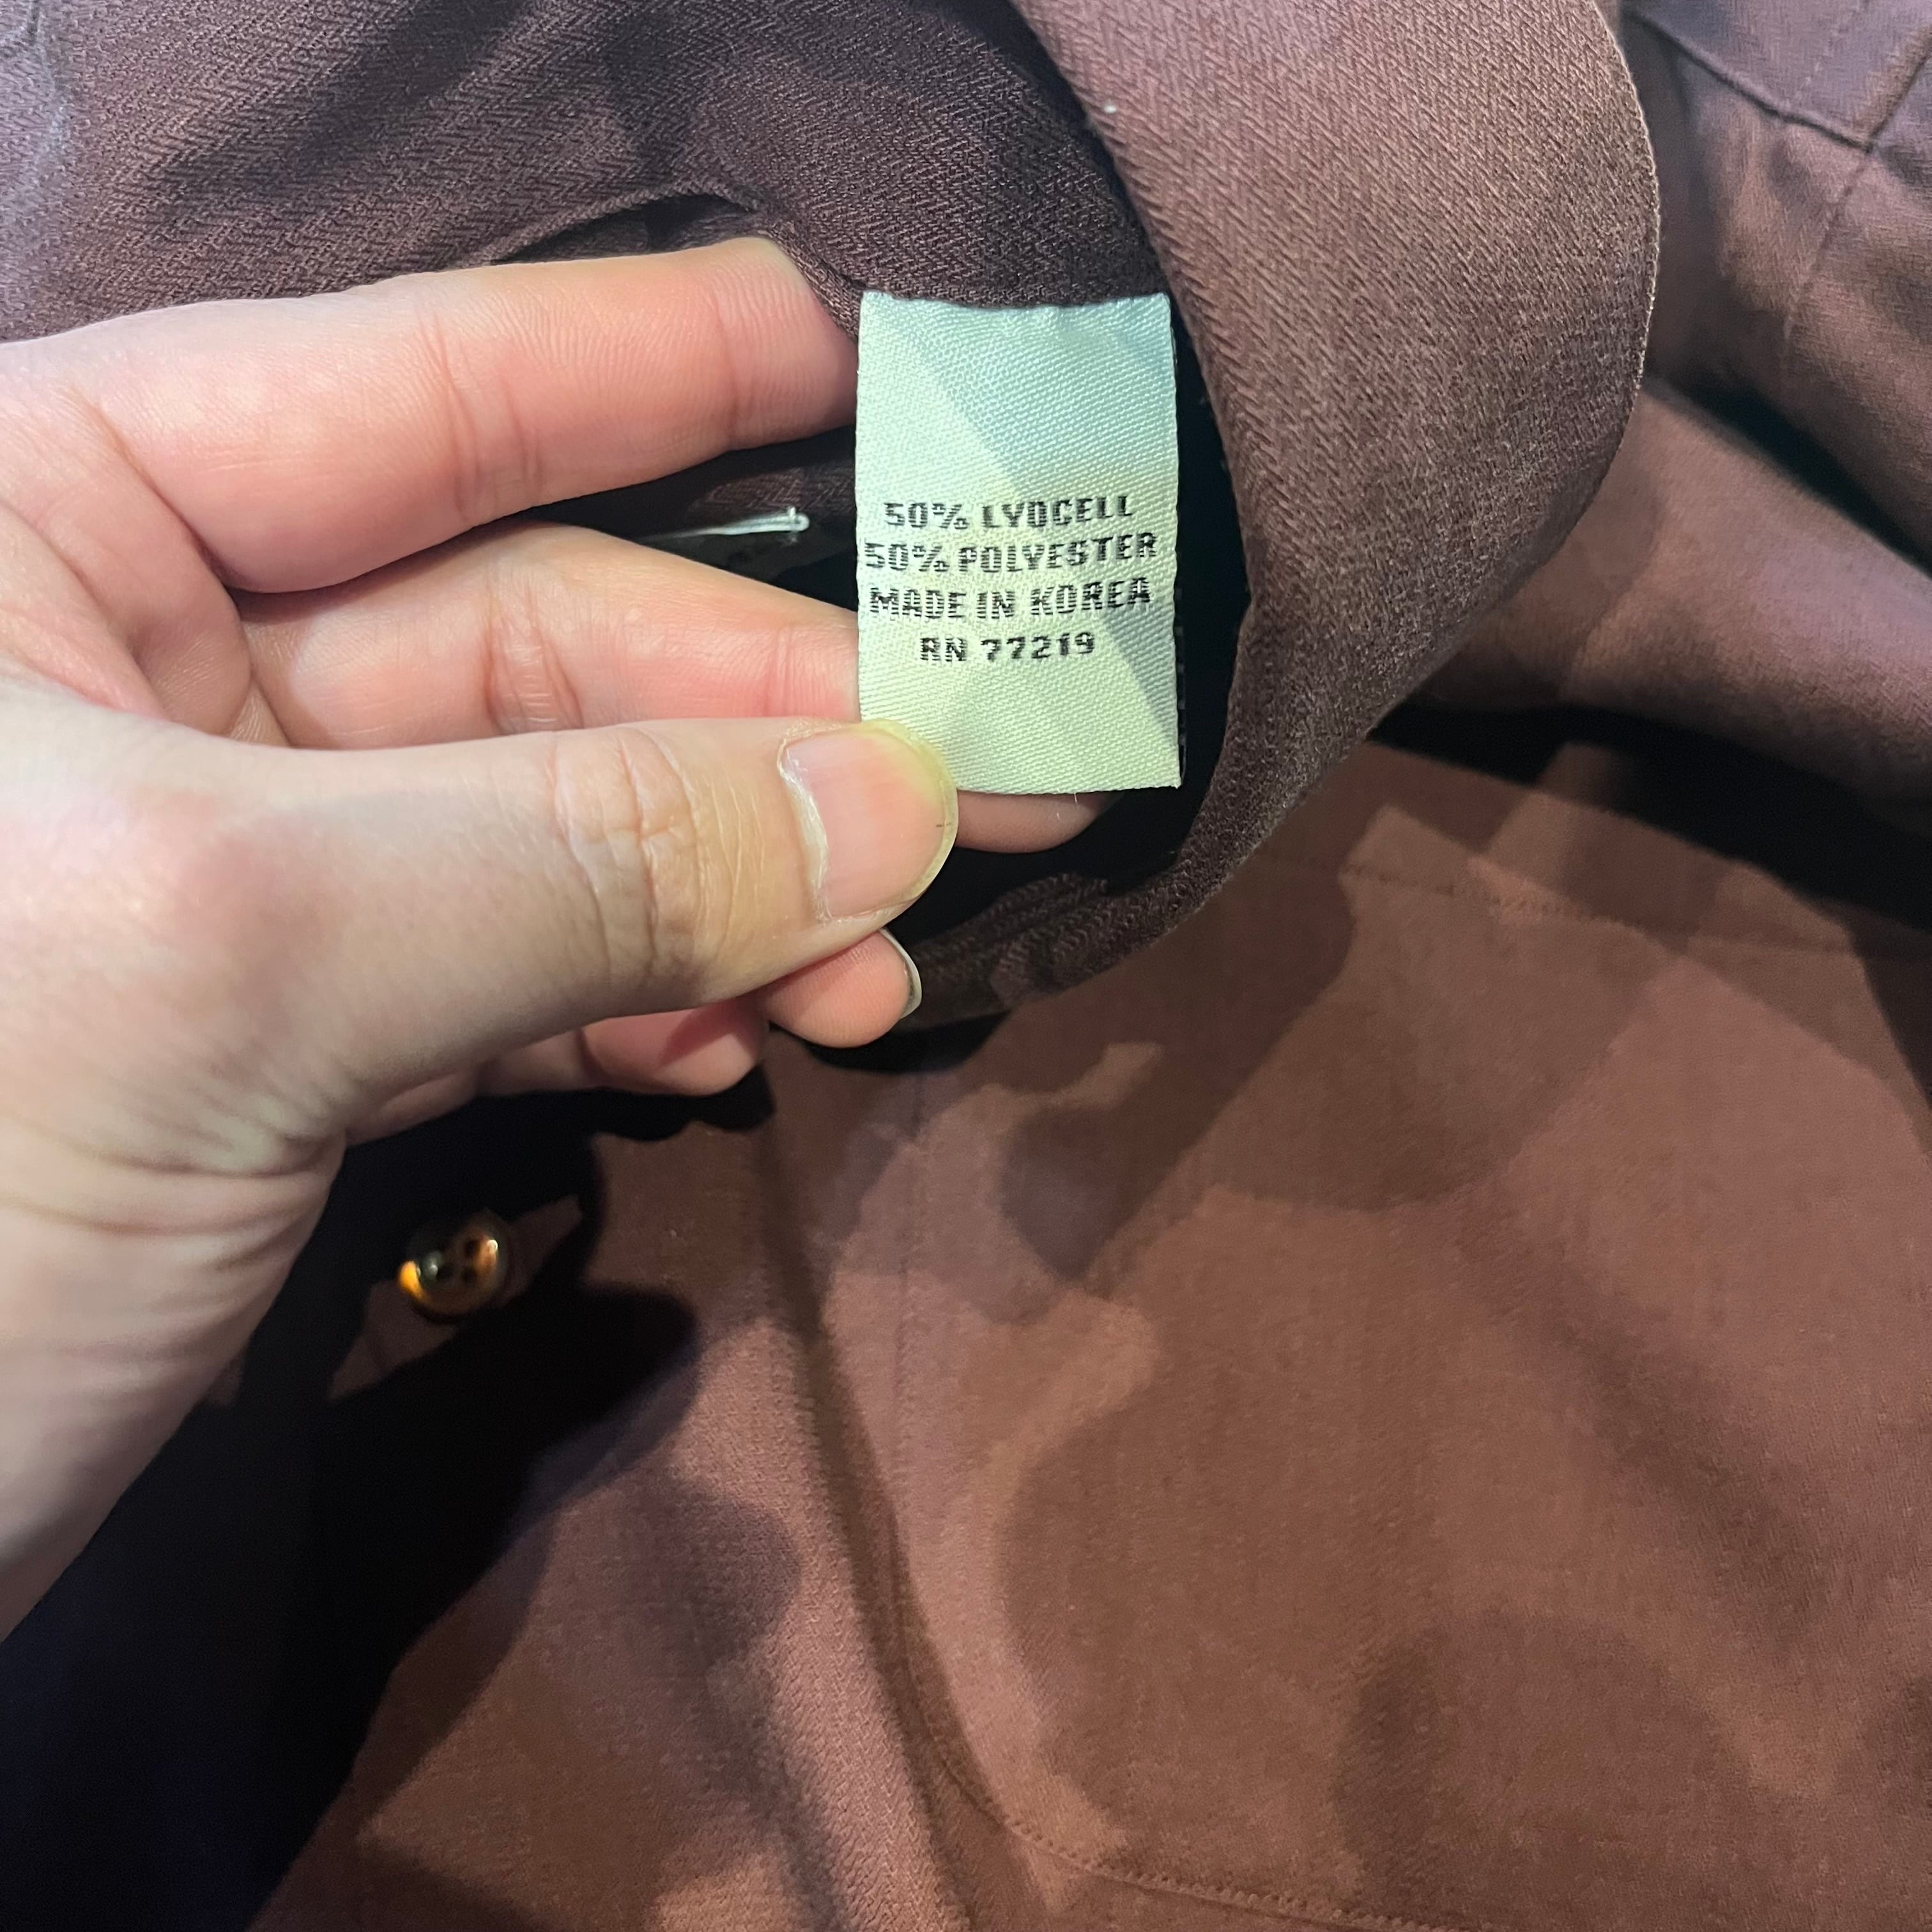 50% LYOCELL
50% POLYESTER
MADE IN KOREA
RN 77219